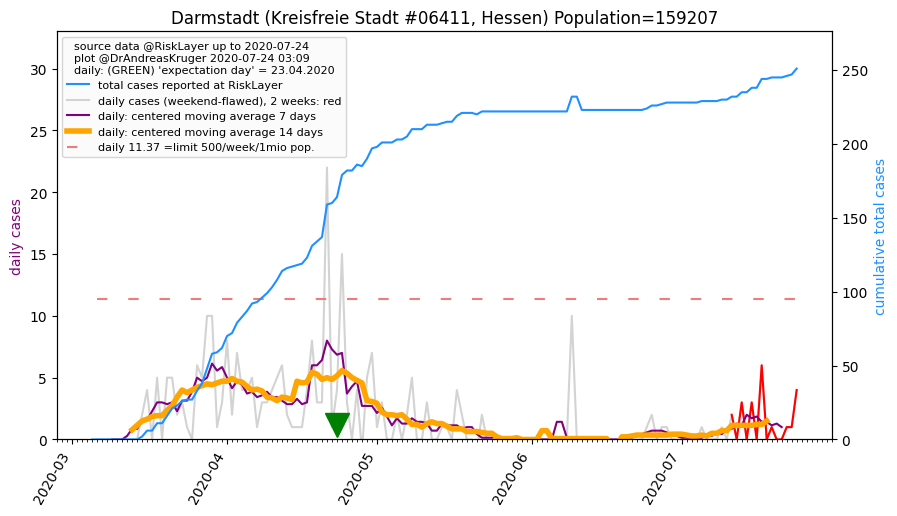 Darmstadt (Kreisfreie Stadt #06411, Hessen) Population=159207
source data @RiskLayer up to 2020-07-24
plot @DrAndreasKruger 2020-07-24 03:09
daily: (GREEN) 'expectation day' = 23.04.2020
total cases reported at RiskLayer
daily cases (weekend-flawed), 2 weeks: red
daily: centered moving average 7 days
daily: centered moving average 14 days
daily 11.37 =limit 500/week/1mio pop.
daily cases
30
25
20
15
10
5
0
250
200
150
100
50
0
cumulative total cases
2020-03
2020-04
2020-05
2020-06
2020-07